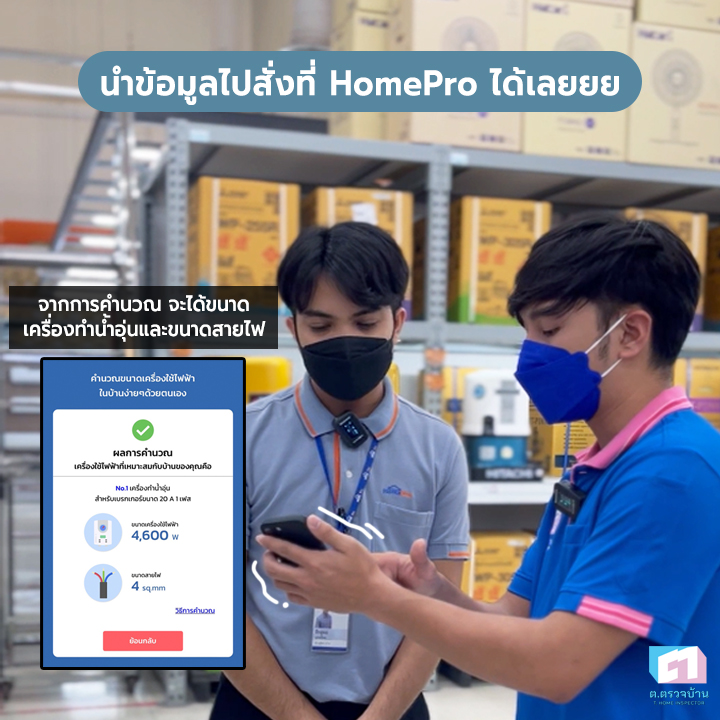 นำข้อมูลไปสั่งที่ HomePro ได้เลยยย
จากการคำนวณ จะได้ขนาด
เครื่องทำน้ำอุ่นและขนาดสายไฟ
คำนวณขนาดเครื่องใช้ไฟฟ้า
ในบ้านง่ายๆด้วยตนเอง
ผลการคำนวณ
เครื่องใช้ไฟฟ้าที่เหมาะสมกับบ้านของคุณคือ
No.1 เครื่องทำน้ำอุ่น
สำหรับเบรกเกอร์ขนาด 20 A 1 เฟส
ขนาดเครื่องใช้ไฟฟ้า
4,600 W
ขนาดสายไฟ
4 sq.mm
วิธีการคำนวณ
ย้อนกลับ
HITACHI
ต.ตรวจบ้าน
T HOME INSPECTOR